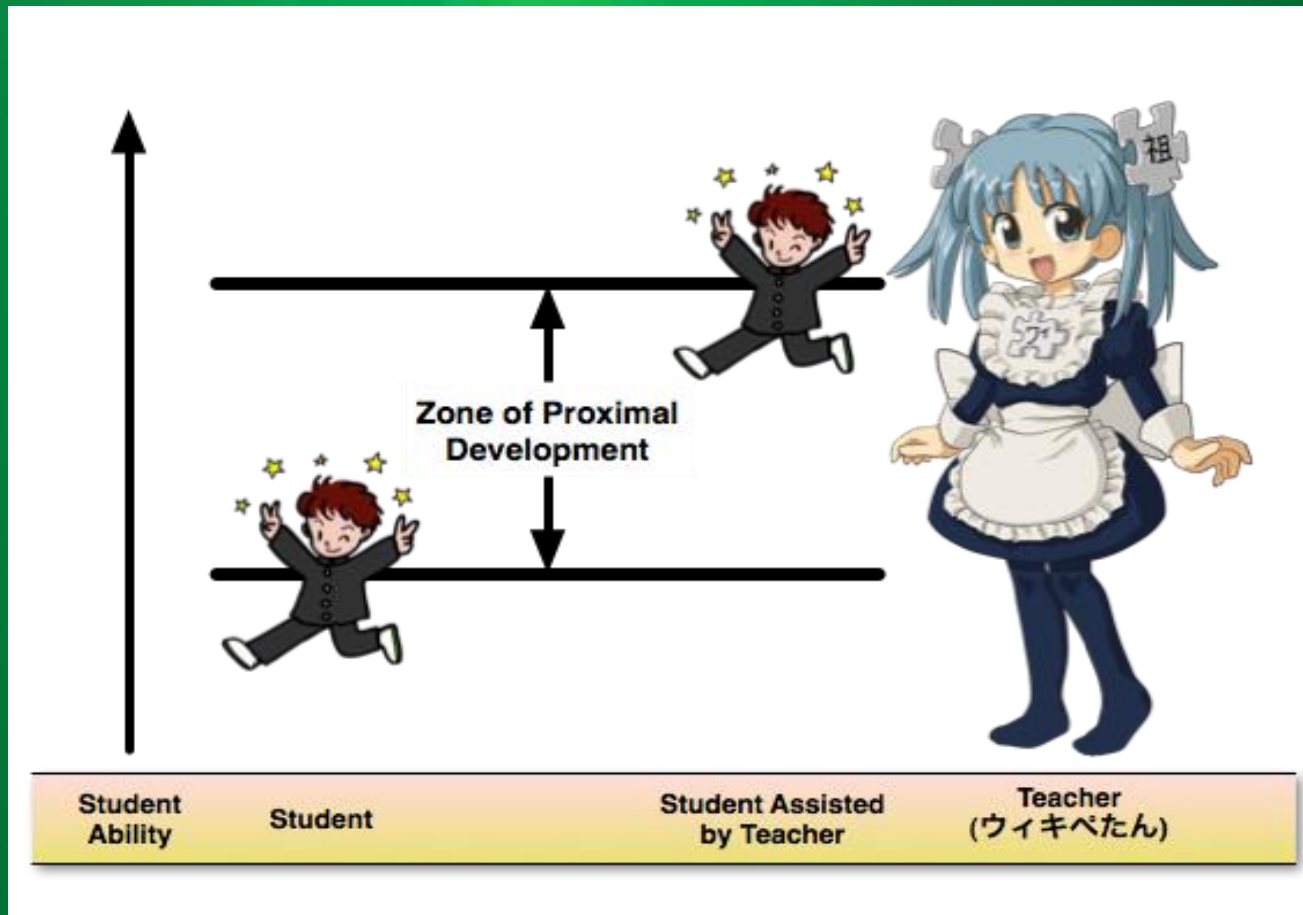 祖
ウィ
Zone of Proximal
Development
Student
Ability
Student
Student Assisted
by Teacher
Teacher
(ウィキペたん)